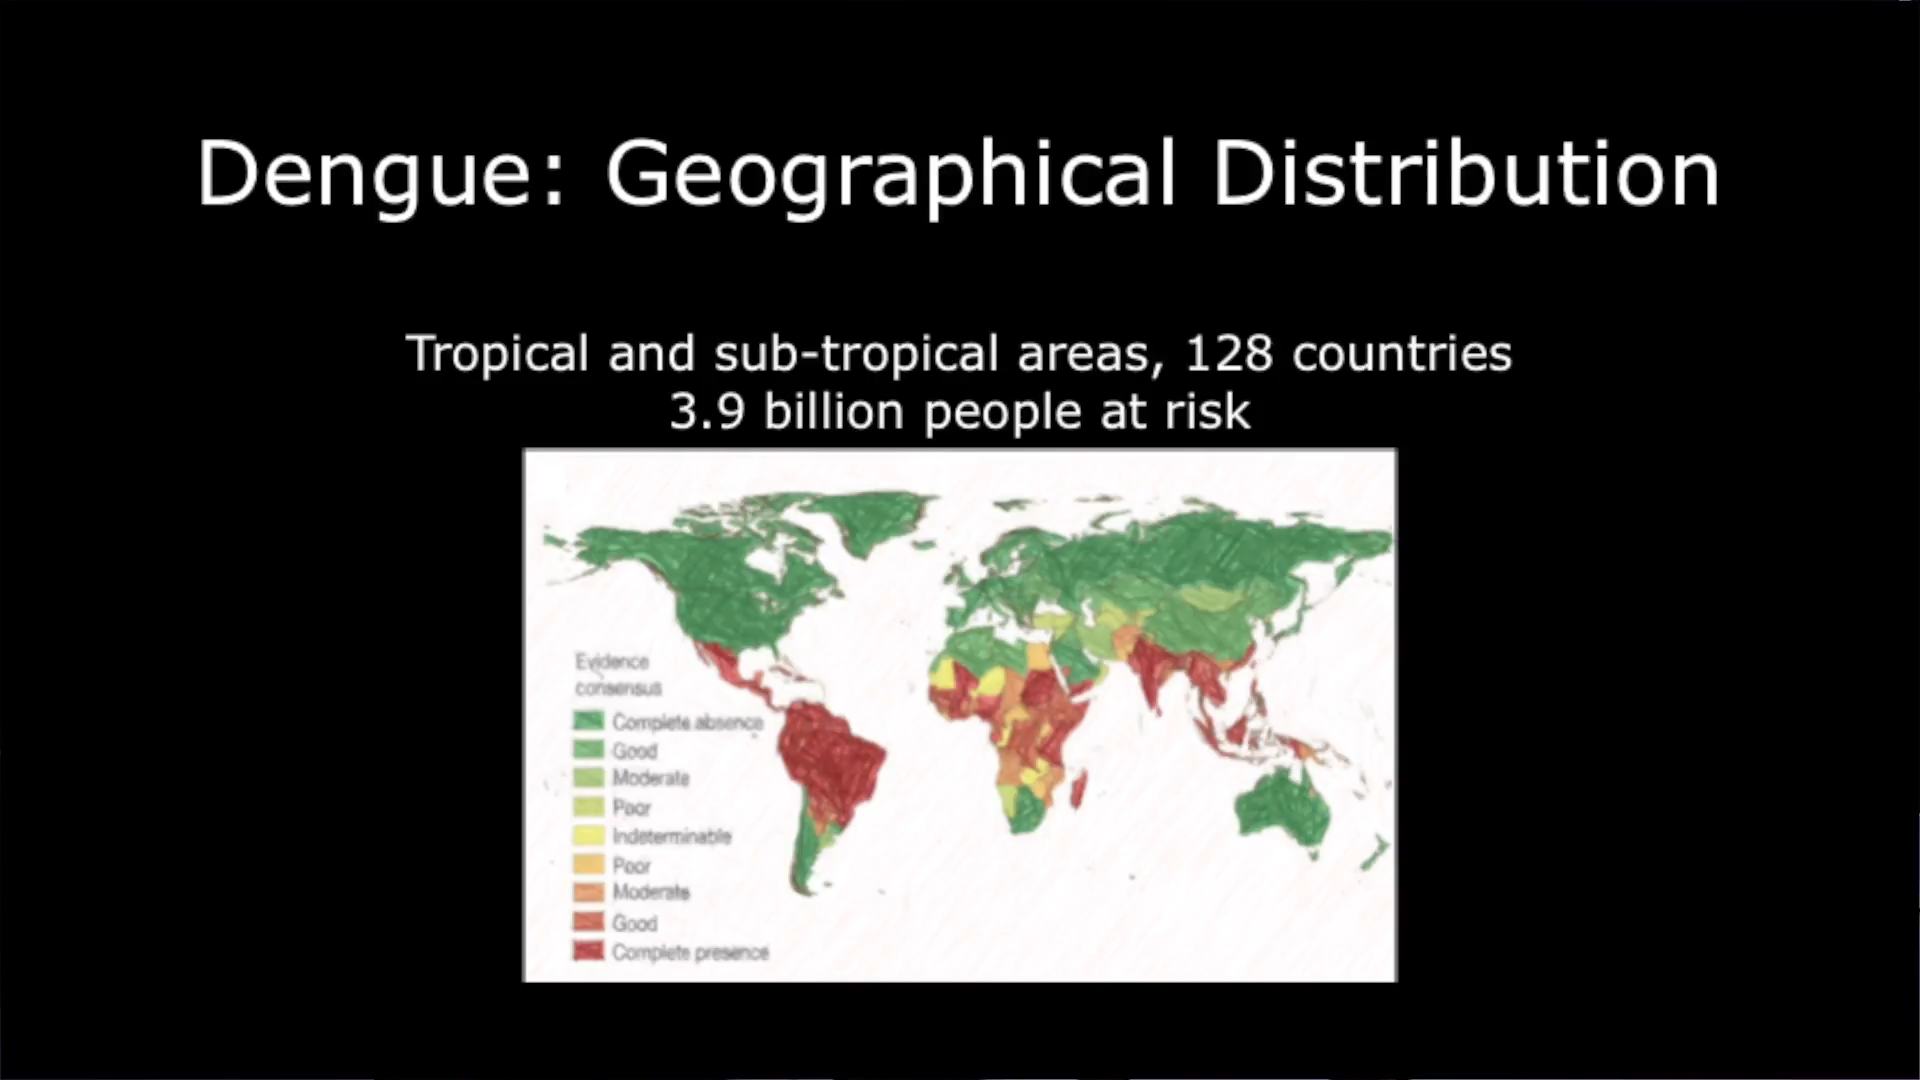 Dengue: Geographical Distribution
Tropical and sub-tropical areas, 128 countries
3.9 billion people at risk
Evidence
consensus
Complete absence
Good
Moderate
Poor
Indeterminable
Poor
Moderate
Good
Complete presence